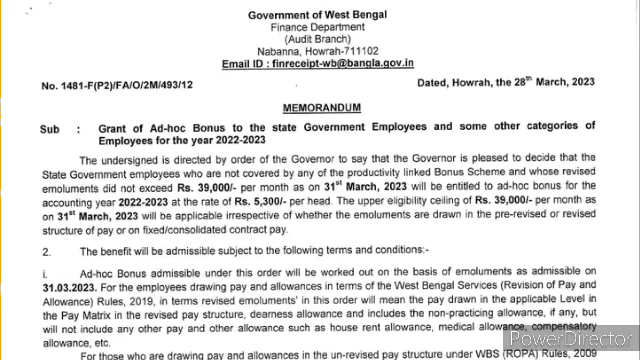 Government of West Bengal
Finance Department
(Audit Branch)
Nabanna, Howrah-711102
Email ID : finreceipt-wb@bangla.gov.in
No. 1481-F(P2)/FA/O/2M/493/12 Dated, Howrah, the 28th March, 2023
MEMORANDUM
Sub : Grant of Ad-hoc Bonus to the state Government Employees and some other categories of
Employees for the year 2022-2023
The undersigned is directed by order of the Governor to say that the Governor is pleased to decide that the
State Government employees who are not covered by any of the productivity linked Bonus Scheme and whose revised
emoluments did not exceed Rs. 39,000/- per month as on 31st March, 2023 will be entitled to ad-hoc bonus for the
accounting year 2022-2023 at the rate of Rs. 5,300/- per head. The upper eligibility ceiling of Rs. 39,000/- per month as
on 31st March, 2023 will be applicable irrespective of whether the emoluments are drawn in the pre-revised or revised
structure of pay or on fixed/consolidated contract pay.
2. The benefit will be admissible subject to the following terms and conditions:-
i. Ad-hoc Bonus admissible under this order will be worked out on the basis of emoluments as admissible on
31.03.2023. For the employees drawing pay and allowances in terms of the West Bengal Services (Revision of Pay and
Allowance) Rules, 2019, in terms revised emoluments' in this order will mean the pay drawn in the applicable Level in
the Pay Matrix in the revised pay structure, dearness allowance and includes the non-practicing allowance, if any, but
will not include any other pay and other allowance such as house rent allowance, medical allowance, compensatory
allowance, etc.
For those who are drawing pay and allowances in the un-revised pay structure under WBS (ROPA) Rules, 2009
PowerDirector